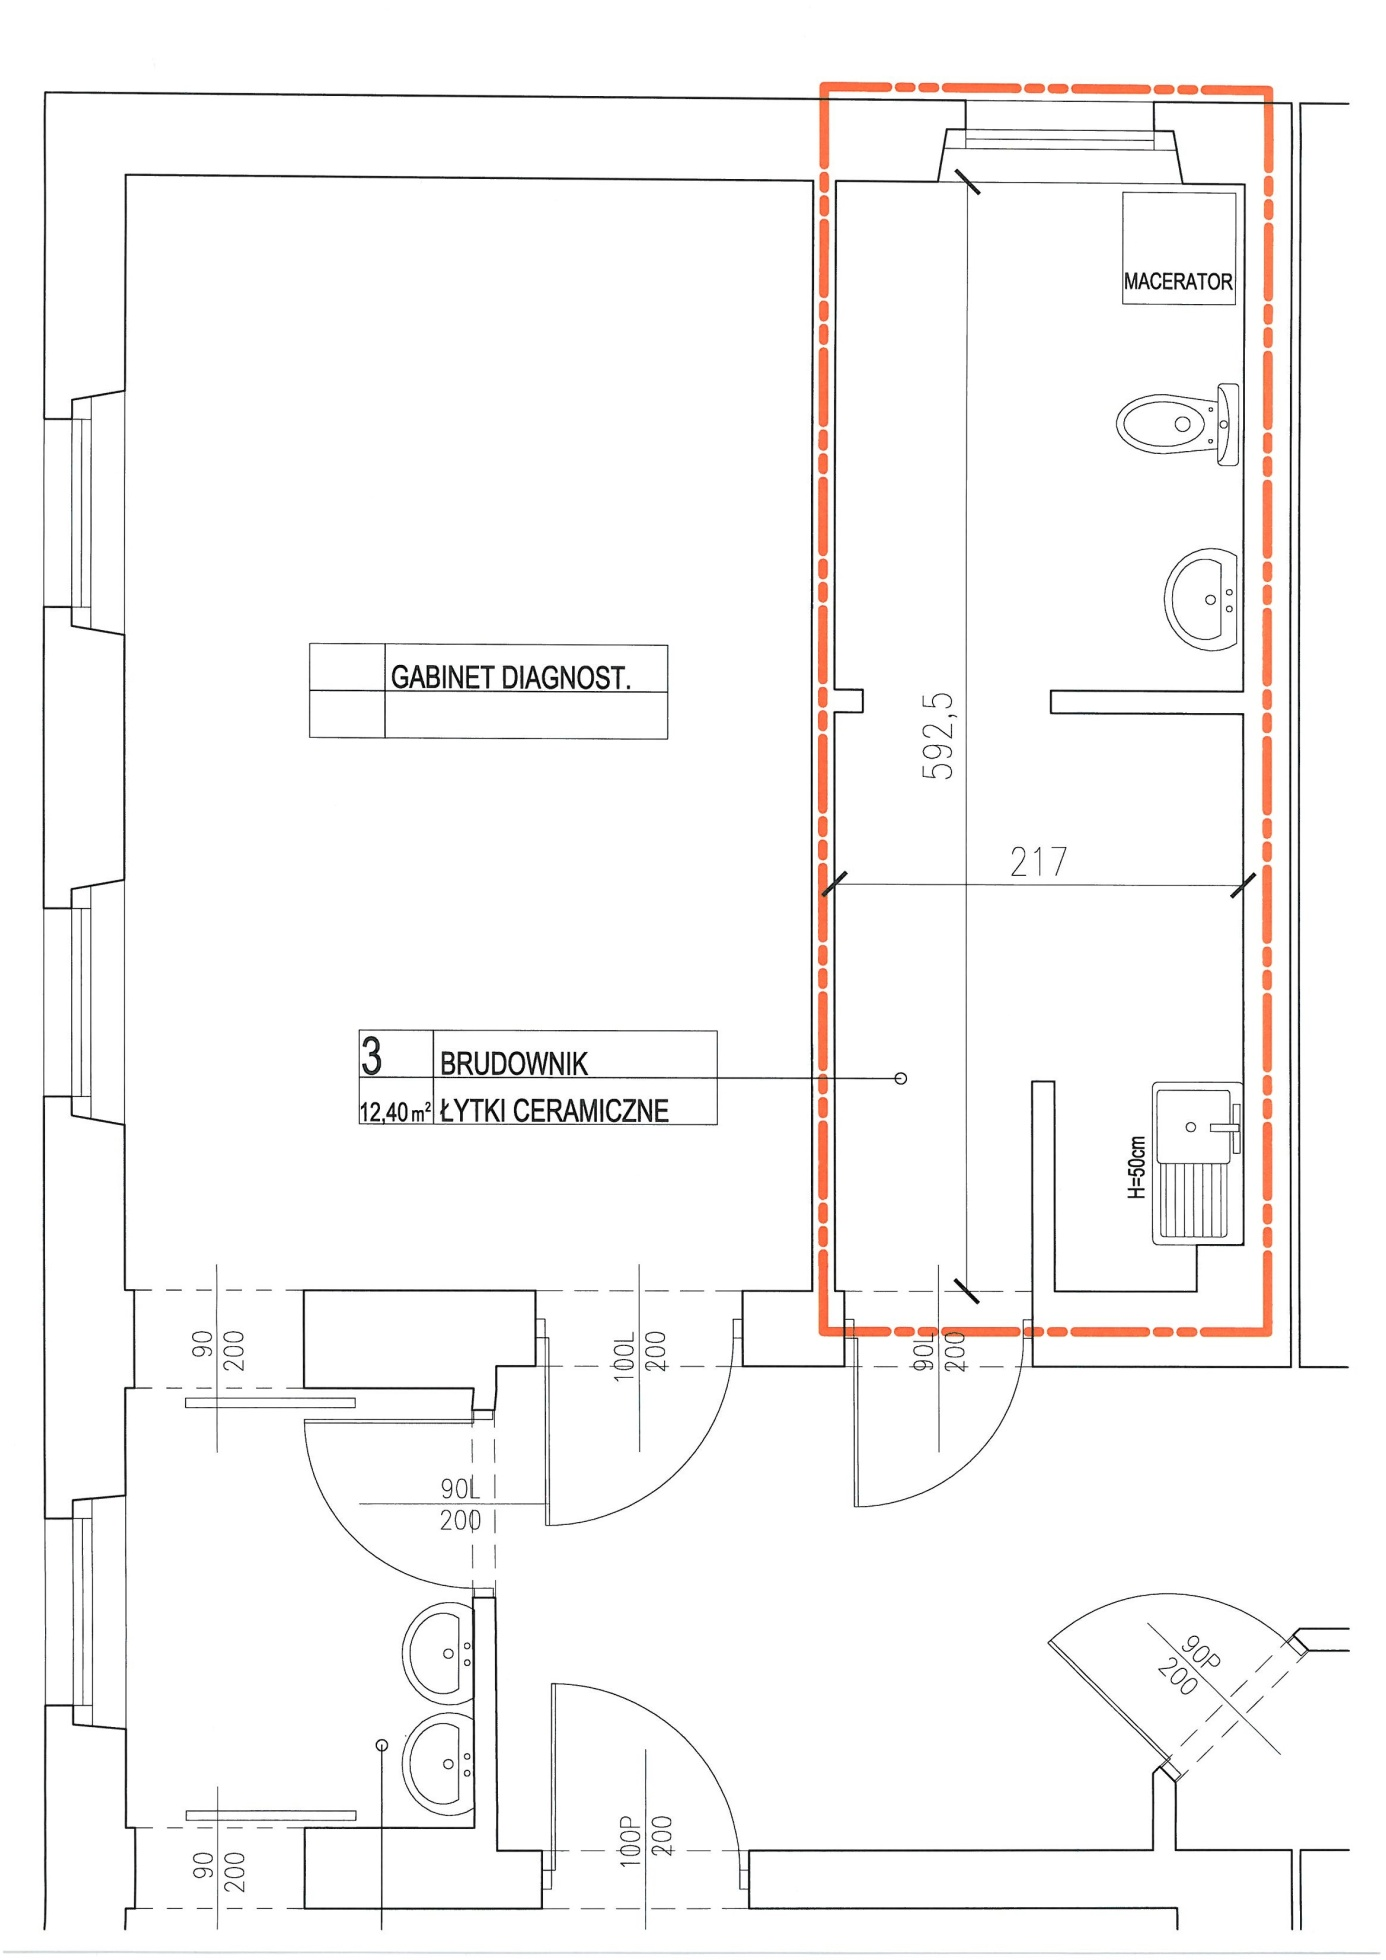 MACERATOR
GABINET DIAGNOST.
592,5
217
3 BRUDOWNIK
12,40 m² ŁYTKI CERAMICZNE
H=50cm
90
200
100L
200
90L
200
90L
200
90P
200
100P
200
90
200